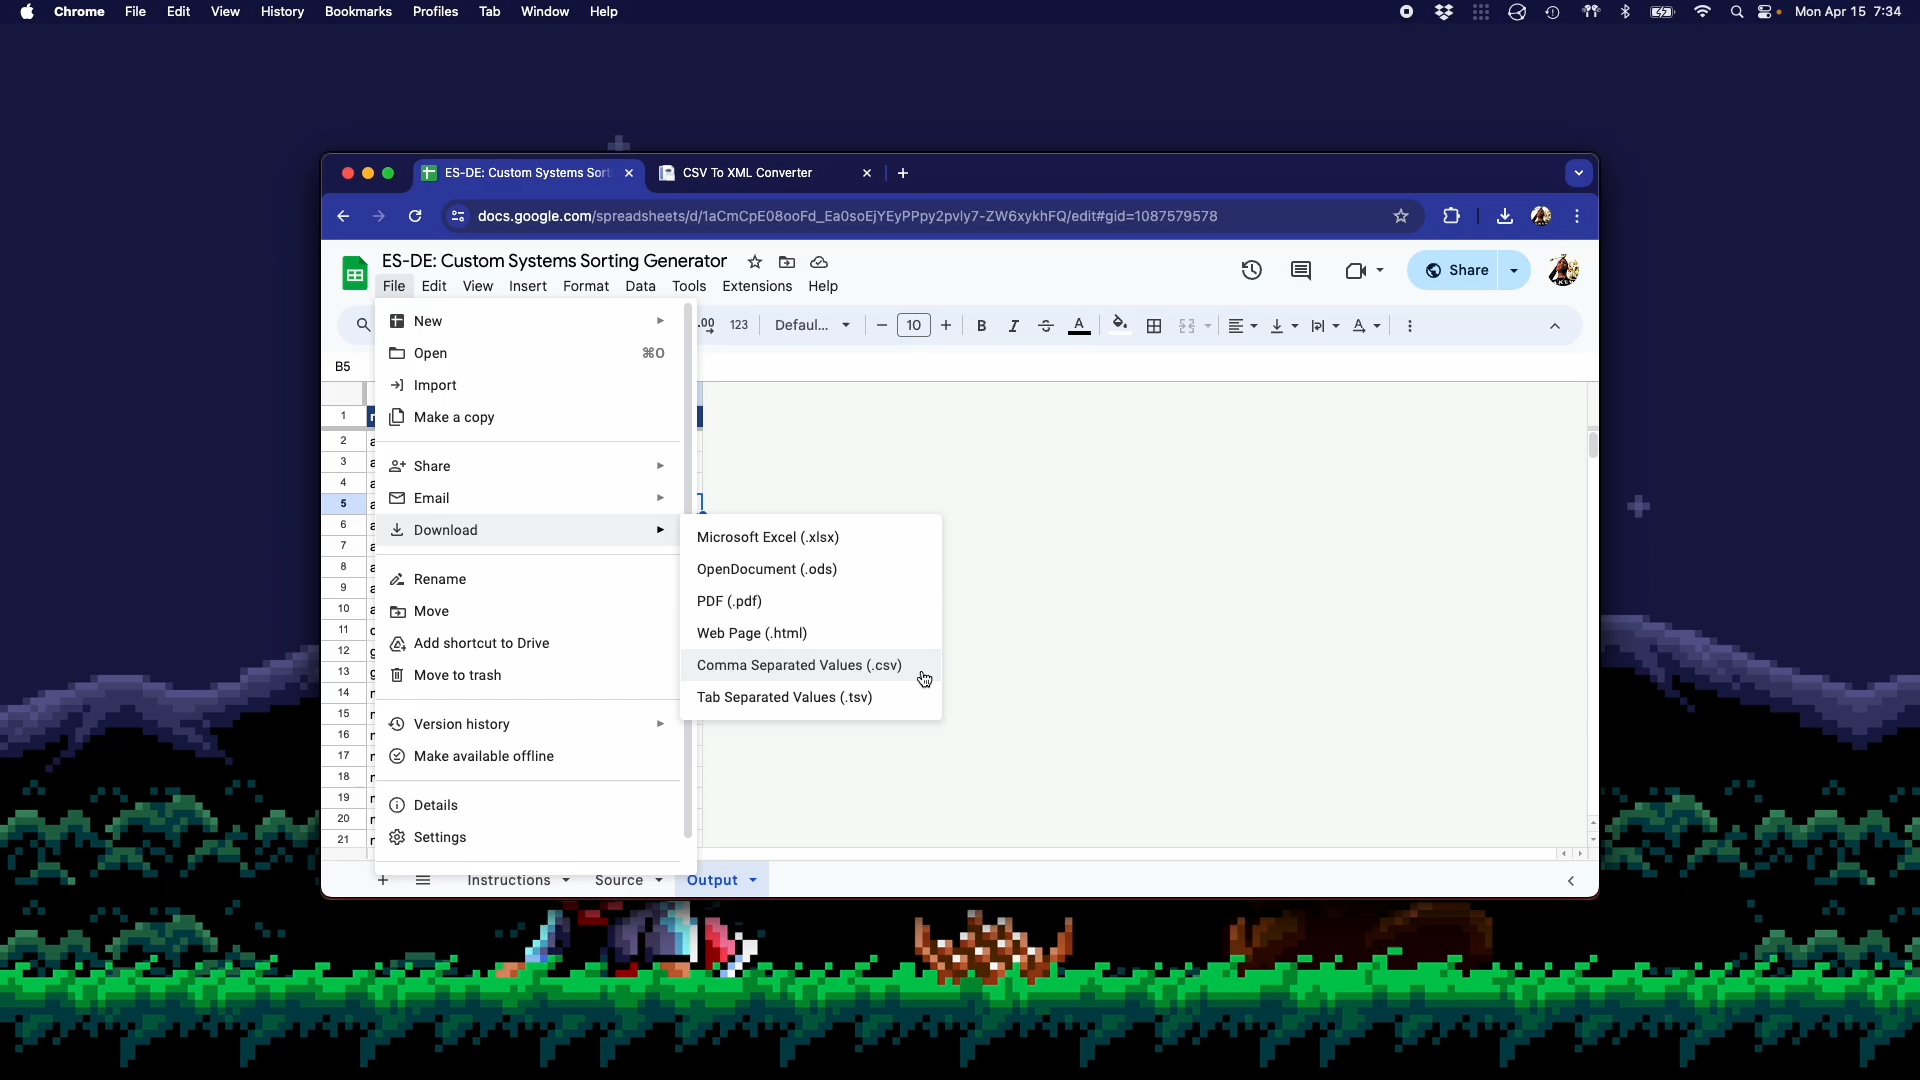 Chrome File Edit View History Bookmarks Profiles Tab Window Help Mon Apr 15 7:34
ES-DE: Custom Systems Sort CSV To XML Converter
docs.google.com/spreadsheets/d/1aCmCpE08ooFd_Ea0soEjYEyPPpy2pvly7-ZW6xykhFQ/edit#gid=1087579578
ES-DE: Custom Systems Sorting Generator
Share
File Edit View Insert Format Data Tools Extensions Help
.00 123 Defaul... 10
B5
New
Open ⌘O
Import
Make a copy
Share
Email
Download
Rename
Move
Add shortcut to Drive
Move to trash
Version history
Make available offline
Details
Settings
Microsoft Excel (.xlsx)
OpenDocument (.ods)
PDF (.pdf)
Web Page (.html)
Comma Separated Values (.csv)
Tab Separated Values (.tsv)
1
2
3
4
5
6
7
8
9
10
11
12
13
14
15
16
17
18
19
20
21
Instructions Source Output